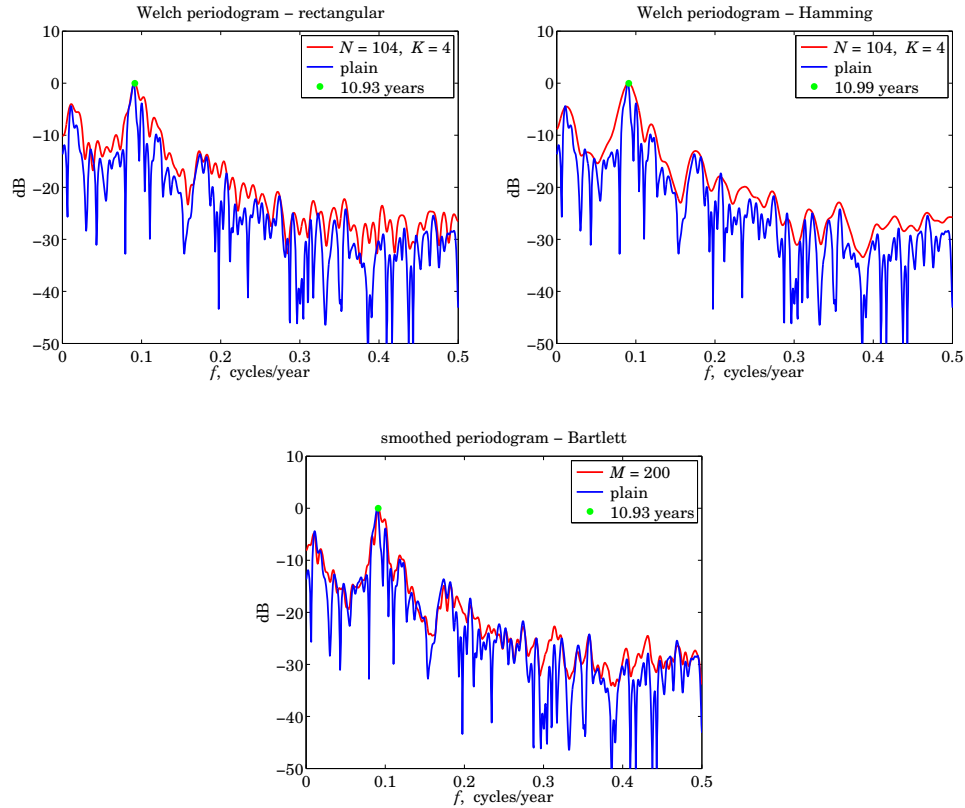 Welch periodogram − rectangular
10
0
−10
−20
−30
−40
−50
dB
N = 104, K = 4
plain
10.93 years
0
0.1
0.2
0.3
0.4
0.5
f, cycles/year
Welch periodogram − Hamming
10
0
−10
−20
−30
−40
−50
dB
N = 104, K = 4
plain
10.99 years
0
0.1
0.2
0.3
0.4
0.5
f, cycles/year
smoothed periodogram − Bartlett
10
0
−10
−20
−30
−40
−50
dB
M = 200
plain
10.93 years
0
0.1
0.2
0.3
0.4
0.5
f, cycles/year